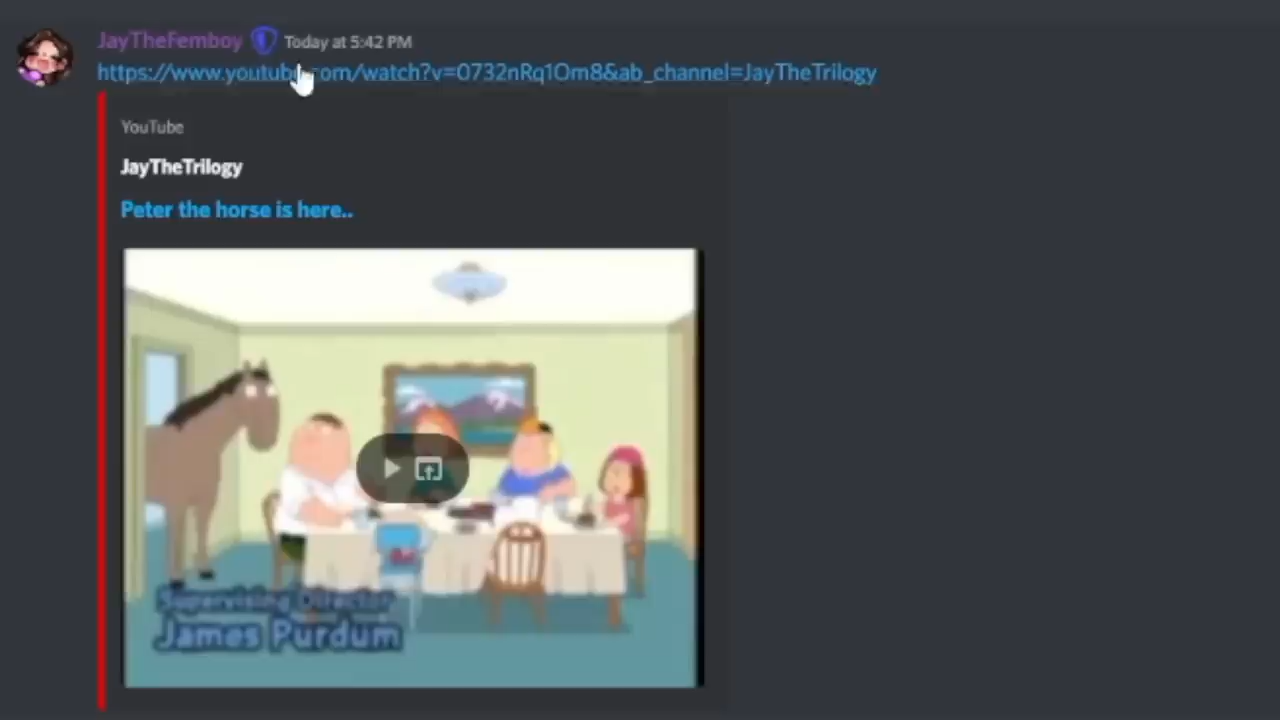 JayTheFemboy Today at 5:42 PM
https://www.youtube.com/watch?v=0732nRq1Om8&ab_channel=JayTheTrilogy
YouTube
JayTheTrilogy
Peter the horse is here..
Supervising Director
James Purdum